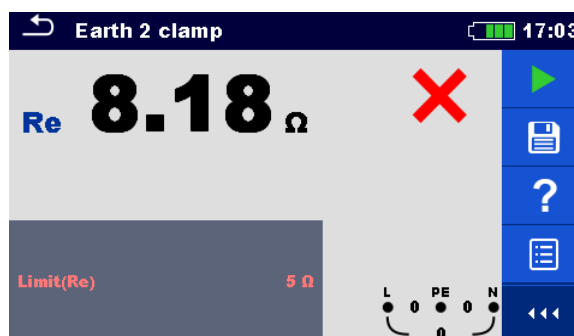 Earth 2 clamp
17:03
Re 8.18 Ω
?
Limit(Re) 5 Ω
L PE N
0 0
0